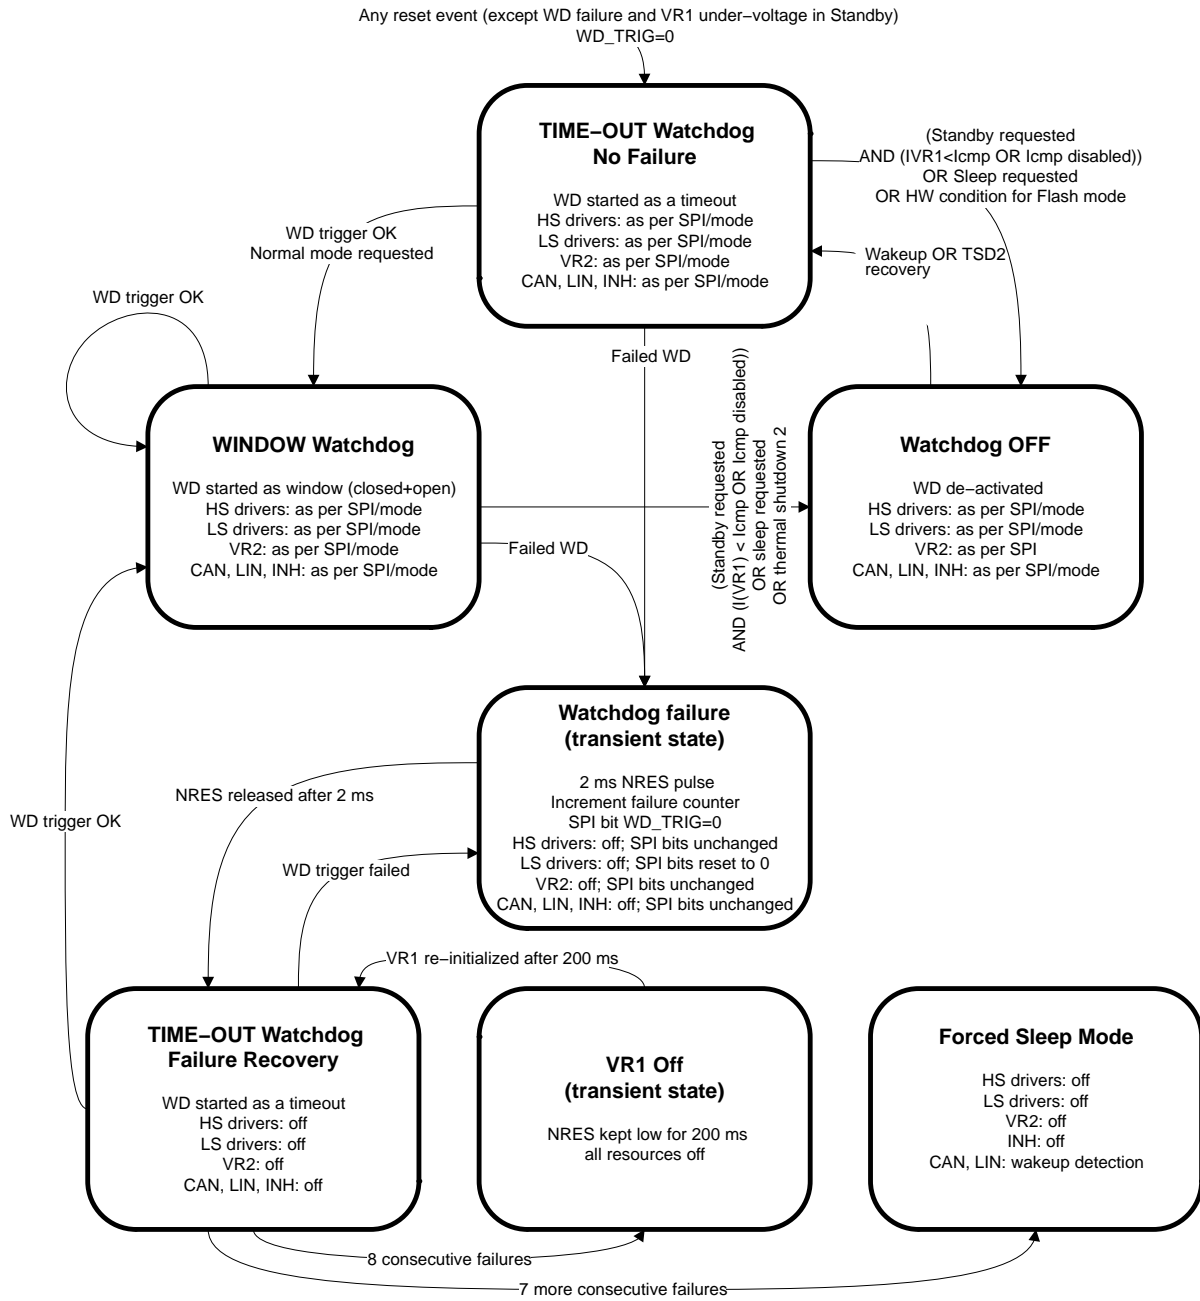 Any reset event (except WD failure and VR1 under−voltage in Standby)
WD_TRIG=0
TIME−OUT Watchdog
No Failure
WD started as a timeout
HS drivers: as per SPI/mode
LS drivers: as per SPI/mode
VR2: as per SPI/mode
CAN, LIN, INH: as per SPI/mode
(Standby requested
AND (IVR1<Icmp OR Icmp disabled))
OR Sleep requested
OR HW condition for Flash mode
WD trigger OK
Normal mode requested
Wakeup OR TSD2
recovery
WD trigger OK
Failed WD
WINDOW Watchdog
WD started as window (closed+open)
HS drivers: as per SPI/mode
LS drivers: as per SPI/mode
VR2: as per SPI/mode
CAN, LIN, INH: as per SPI/mode
Failed WD
(Standby requested
AND (I(VR1) < Icmp OR Icmp disabled))
OR sleep requested
OR thermal shutdown 2
Watchdog OFF
WD de−activated
HS drivers: as per SPI/mode
LS drivers: as per SPI/mode
VR2: as per SPI
CAN, LIN, INH: as per SPI/mode
Watchdog failure
(transient state)
2 ms NRES pulse
Increment failure counter
SPI bit WD_TRIG=0
HS drivers: off; SPI bits unchanged
LS drivers: off; SPI bits reset to 0
VR2: off; SPI bits unchanged
CAN, LIN, INH: off; SPI bits unchanged
NRES released after 2 ms
WD trigger OK
WD trigger failed
VR1 re−initialized after 200 ms
TIME−OUT Watchdog
Failure Recovery
WD started as a timeout
HS drivers: off
LS drivers: off
VR2: off
CAN, LIN, INH: off
VR1 Off
(transient state)
NRES kept low for 200 ms
all resources off
Forced Sleep Mode
HS drivers: off
LS drivers: off
VR2: off
INH: off
CAN, LIN: wakeup detection
8 consecutive failures
7 more consecutive failures